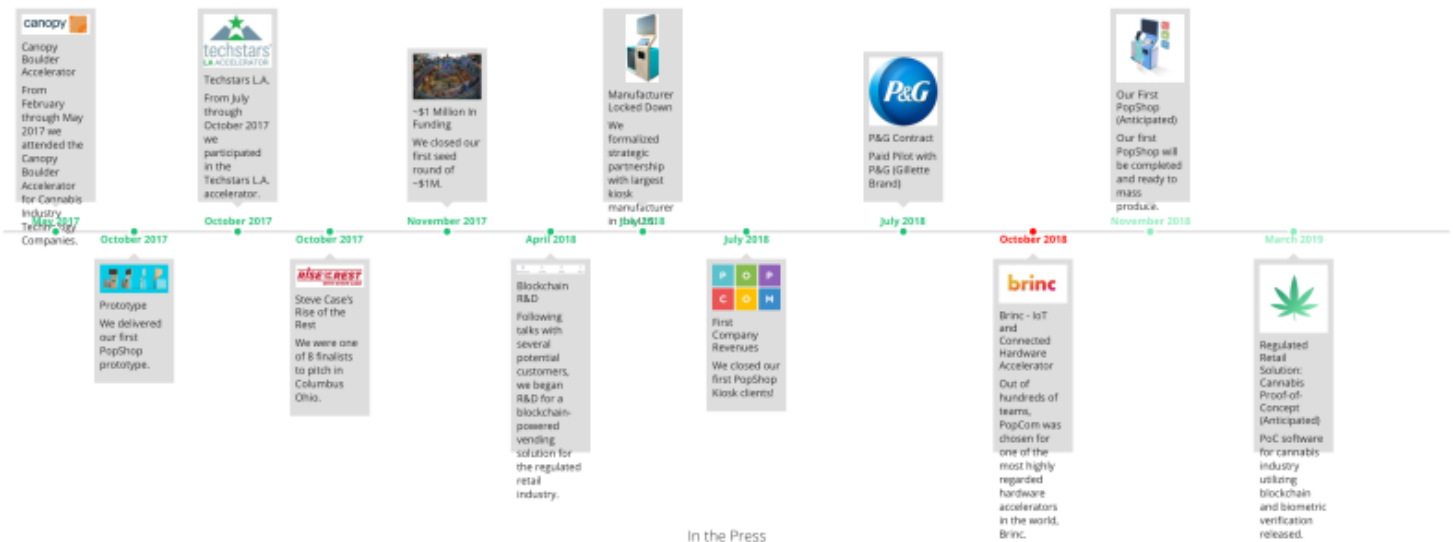 canopy
Canopy
Boulder
Accelerator
From
February
through May
2017 we
attended the
Canopy
Boulder
Accelerator
for Cannabis
Industry
Technology
Companies.
May 2017
October 2017
Prototype
We delivered
our first
PopShop
prototype.
techstars
LA ACCELERATOR
Techstars L.A.
From July
through
October 2017
we
participated
in the
Techstars L.A.
accelerator.
October 2017
October 2017
RISE OF THE REST
Steve Case's
Rise of the
Rest
We were one
of 8 finalists
to pitch in
Columbus
Ohio.
~$1 Million In
Funding
We closed our
first seed
round of
~$1M.
November 2017
April 2018
Blockchain
R&D
Following
talks with
several
potential
customers,
we began
R&D for a
blockchain-
powered
vending
solution for
the regulated
retail
industry.
Manufacturer
Locked Down
We
formalized
strategic
partnership
with largest
kiosk
manufacturer
in the U.S.
July 2018
July 2018
P O P
C O M
First
Company
Revenues
We closed our
first PopShop
Kiosk clients!
P&G
P&G Contract
Paid Pilot with
P&G (Gillette
Brand)
July 2018
October 2018
brinc
Brinc - IoT
and
Connected
Hardware
Accelerator
Out of
hundreds of
teams,
PopCom was
chosen for
one of the
most highly
regarded
hardware
accelerators
in the world,
Brinc.
Our First
PopShop
(Anticipated)
Our first
PopShop will
be completed
and ready to
mass
produce.
November 2018
March 2019
Regulated
Retail
Solution:
Cannabis
Proof-of-
Concept
(Anticipated)
PoC software
for cannabis
industry
utilizing
blockchain
and biometric
verification
released.
In the Press